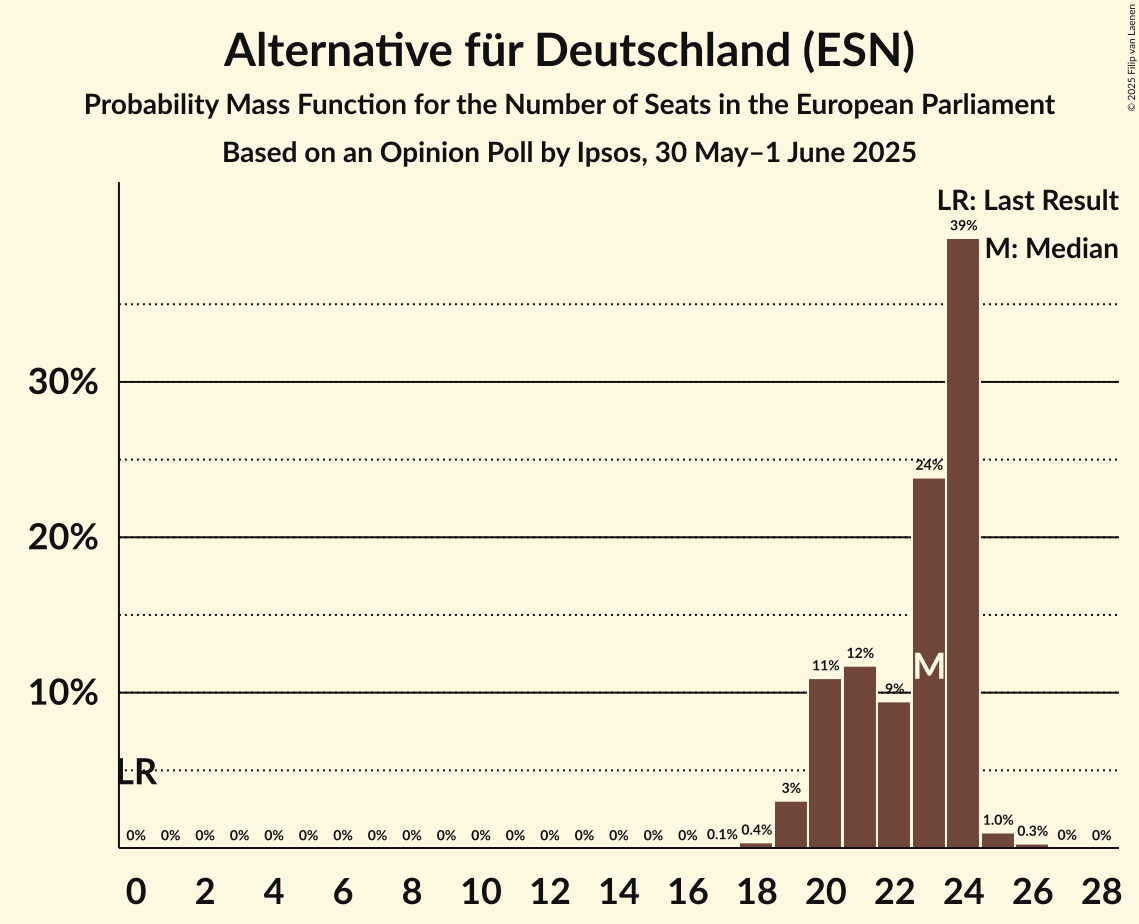 Alternative für Deutschland (ESN)
Probability Mass Function for the Number of Seats in the European Parliament
Based on an Opinion Poll by Ipsos, 30 May–1 June 2025
© 2025 Filip van Laenen
LR: Last Result
M: Median
39%
30%
24%
20%
12%
11%
9%
M
10%
LR
3%
0% 0% 0% 0% 0% 0% 0% 0% 0% 0% 0% 0% 0% 0% 0% 0% 0% 0.1% 0.4% 1.0% 0.3% 0% 0%
0 2 4 6 8 10 12 14 16 18 20 22 24 26 28